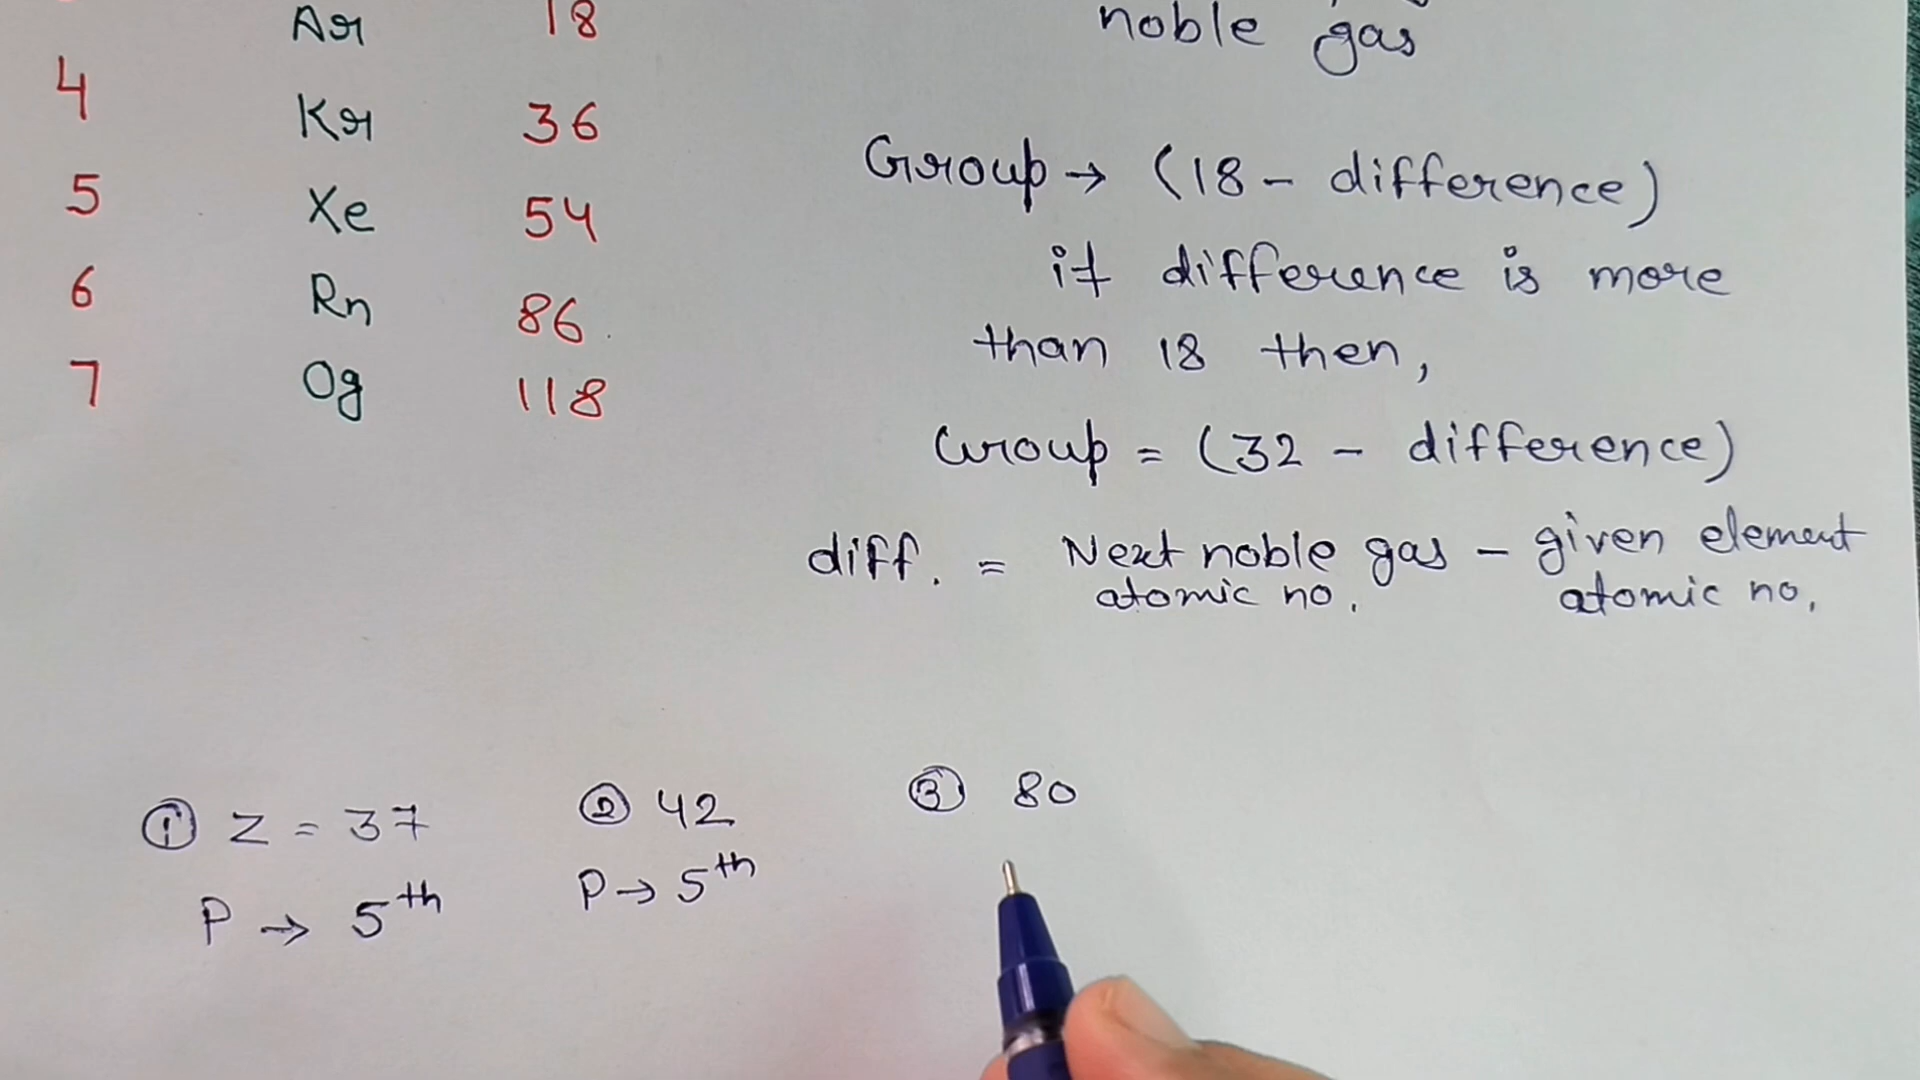 Ar 18
4 Kr 36
5 Xe 54
6 Rn 86
7 Og 118
noble gas
Group → (18 - difference)
if difference is more
than 18 then,
Group = (32 - difference)
diff. = Next noble gas - given element
atomic no. atomic no.
① Z = 37
P → 5th
② 42
P → 5th
③ 80